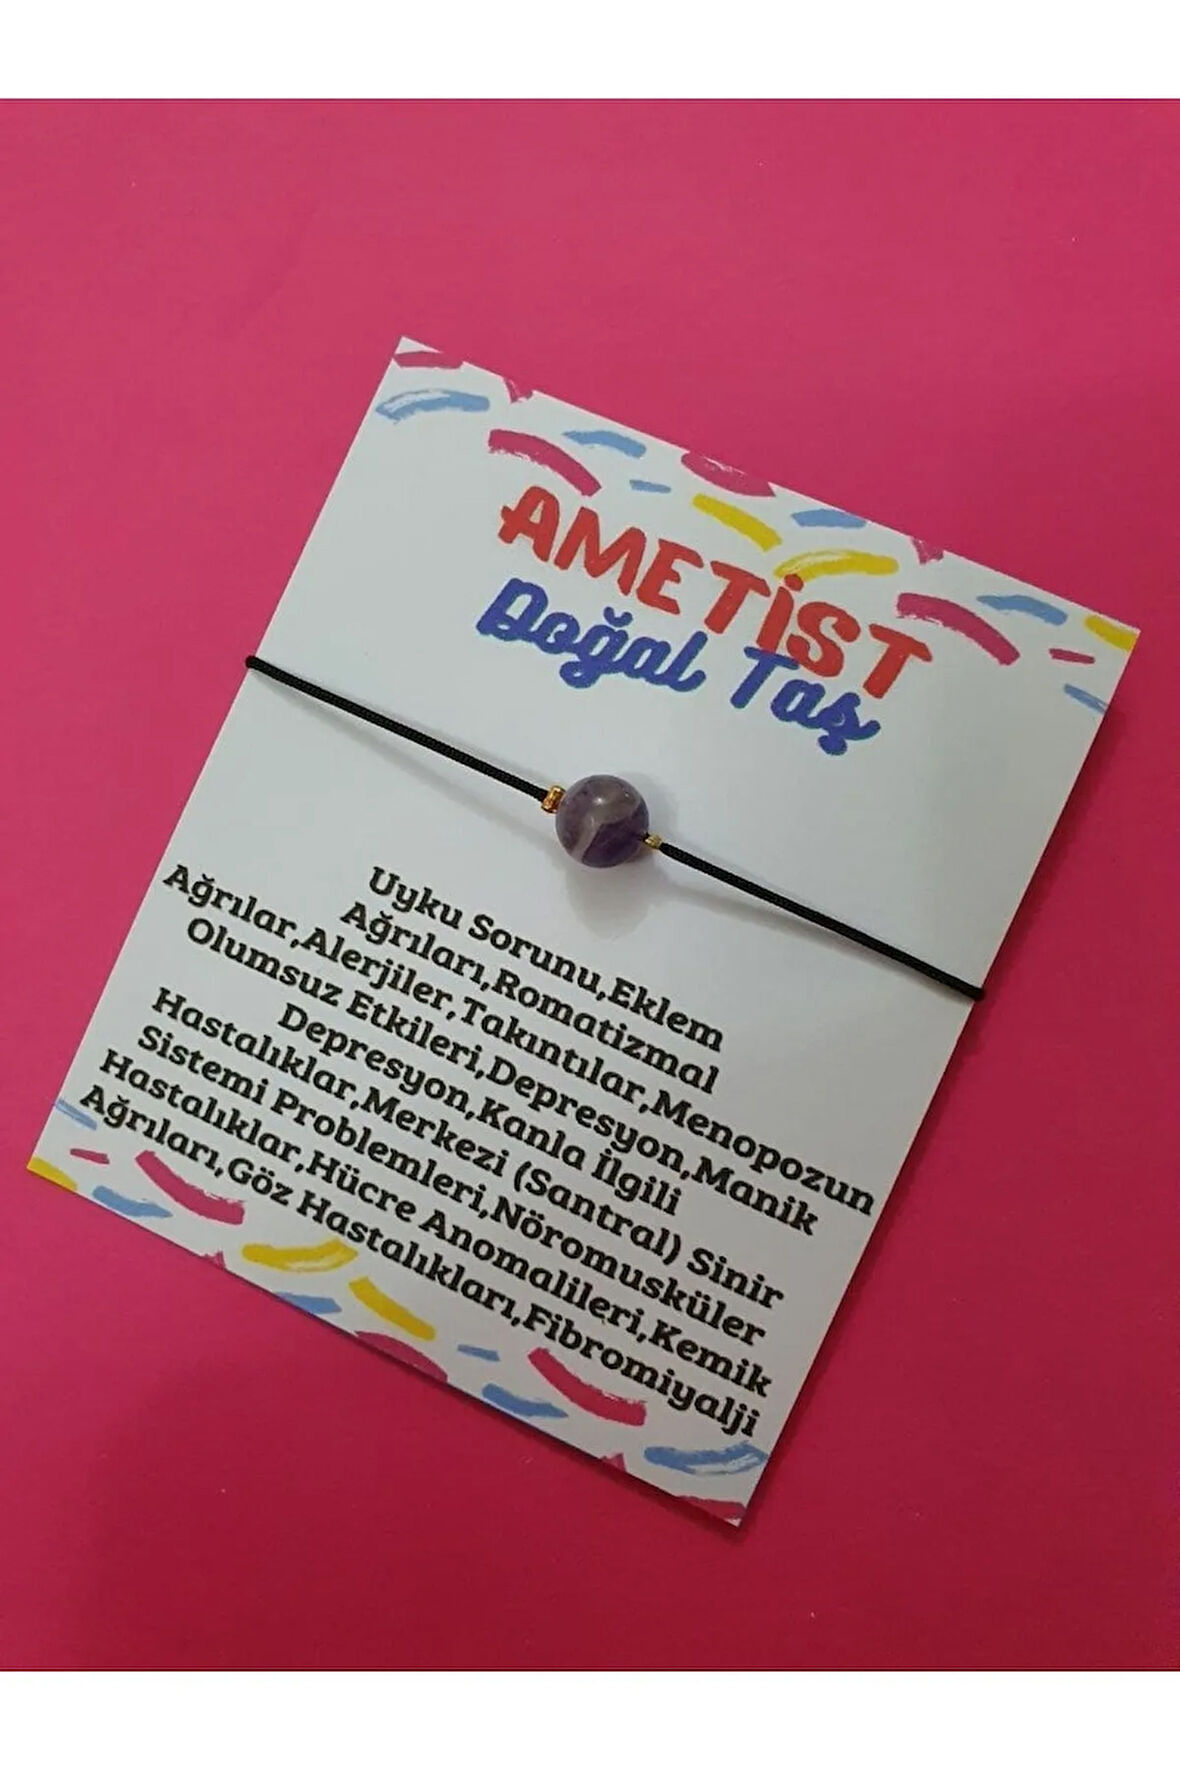 AMETİST
Doğal Taş
Uyku Sorunu,Eklem
Ağrıları,Romatizmal
Ağrılar,Alerjiler,Takıntılar,Menopozun
Olumsuz Etkileri,Depresyon,Manik
Depresyon,Kanla İlgili
Hastalıklar,Merkezi (Santral) Sinir
Sistemi Problemleri,Nöromusküler
Hastalıklar,Hücre Anomalileri,Kemik
Ağrıları,Göz Hastalıkları,Fibromiyalji